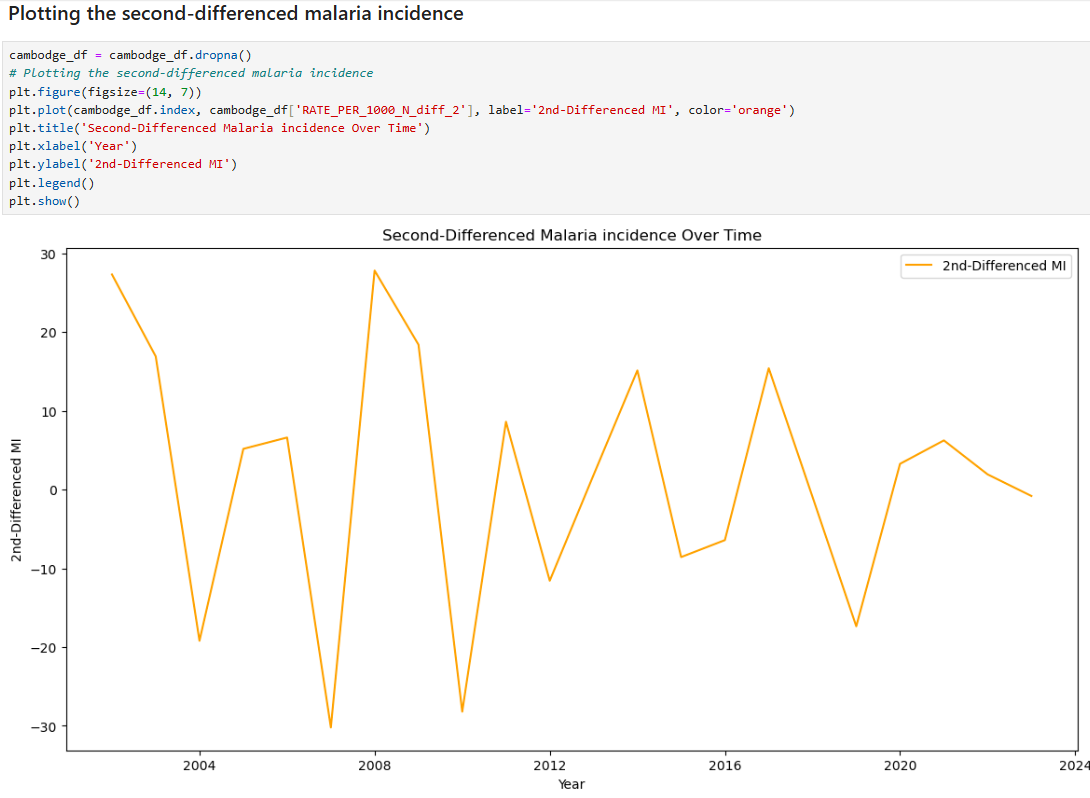 Plotting the second-differenced malaria incidence
cambodge_df = cambodge_df.dropna()
# Plotting the second-differenced malaria incidence
plt.figure(figsize=(14, 7))
plt.plot(cambodge_df.index, cambodge_df['RATE_PER_1000_N_diff_2'], label='2nd-Differenced MI', color='orange')
plt.title('Second-Differenced Malaria incidence Over Time')
plt.xlabel('Year')
plt.ylabel('2nd-Differenced MI')
plt.legend()
plt.show()
Second-Differenced Malaria incidence Over Time
2nd-Differenced MI
30
20
10
0
−10
−20
−30
2nd-Differenced MI
2004 2008 2012 2016 2020 2024
Year